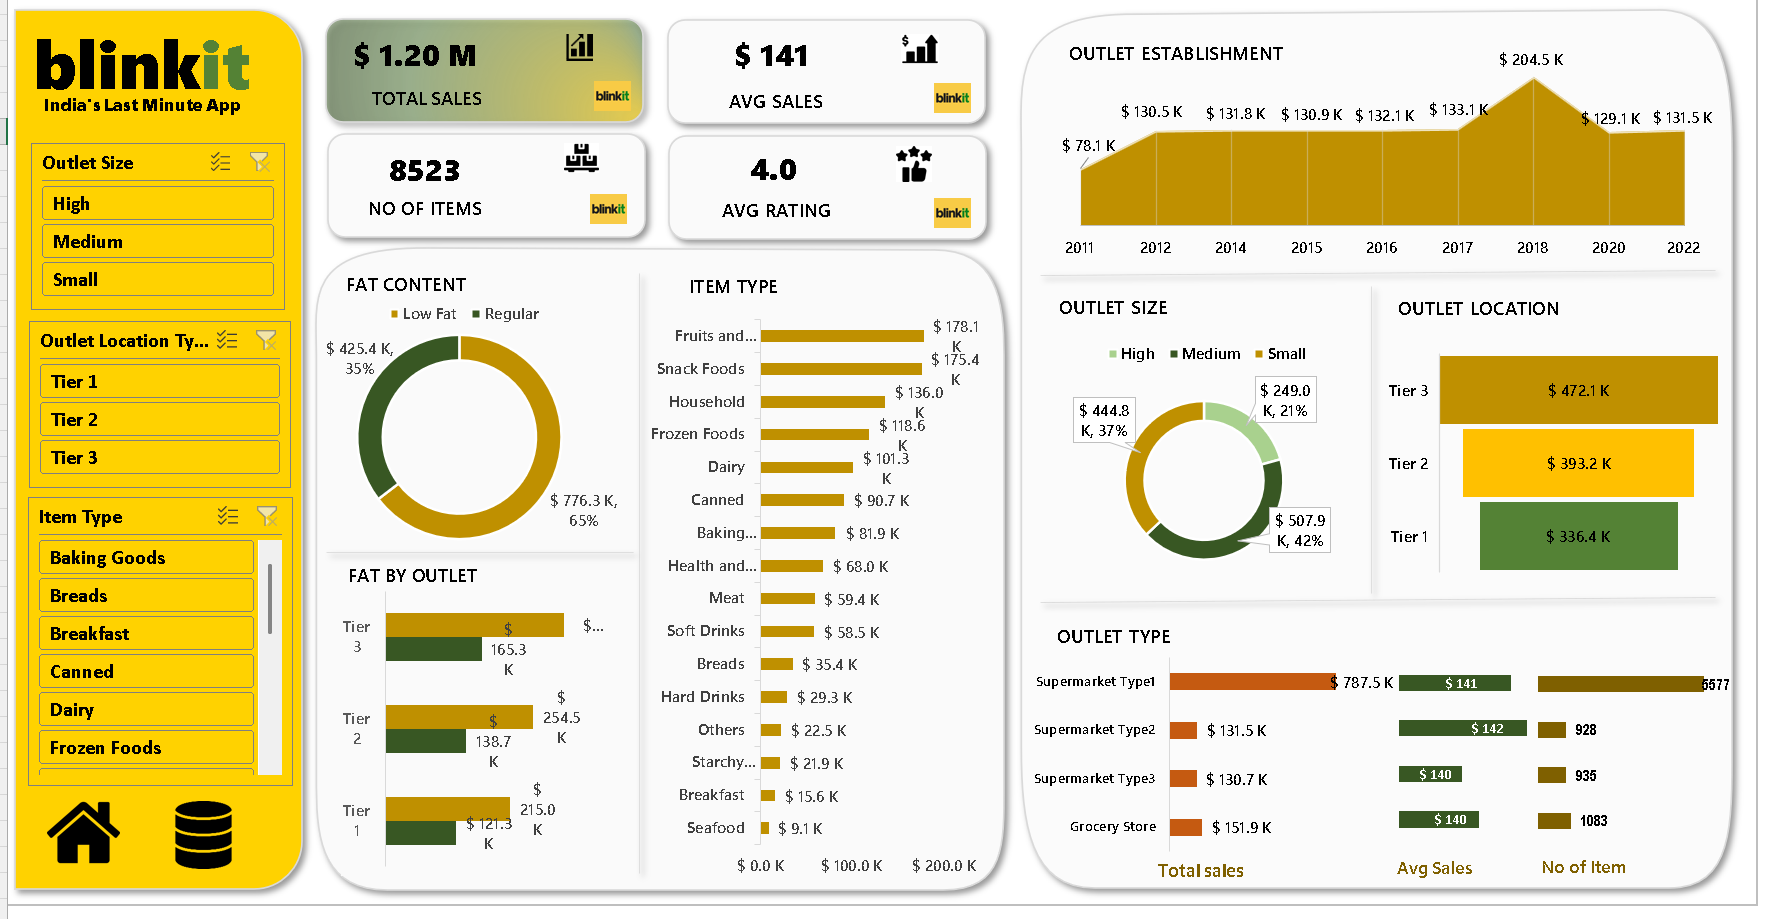 blinkit
India's Last Minute App
Outlet Size
High
Medium
Small
Outlet Location Ty...
Tier 1
Tier 2
Tier 3
Item Type
Baking Goods
Breads
Breakfast
Canned
Dairy
Frozen Foods
$ 1.20 M
TOTAL SALES
blinkit
$ 141
$
AVG SALES
blinkit
8523
NO OF ITEMS
blinkit
4.0
AVG RATING
blinkit
FAT CONTENT
Low Fat
Regular
$ 425.4 K,
35%
$ 776.3 K,
65%
FAT BY OUTLET
Tier
3
$...
$
165.3
K
Tier
2
$
254.5
K
$
138.7
K
Tier
1
$
215.0
K
$ 121.3
K
ITEM TYPE
Fruits and...
$ 178.1
K
Snack Foods
$ 175.4
K
Household
$ 136.0
K
Frozen Foods
$ 118.6
K
Dairy
$ 101.3
K
Canned
$ 90.7 K
Baking...
$ 81.9 K
Health and...
$ 68.0 K
Meat
$ 59.4 K
Soft Drinks
$ 58.5 K
Breads
$ 35.4 K
Hard Drinks
$ 29.3 K
Others
$ 22.5 K
Starchy...
$ 21.9 K
Breakfast
$ 15.6 K
Seafood
$ 9.1 K
$ 0.0 K
$ 100.0 K
$ 200.0 K
OUTLET ESTABLISHMENT
$ 78.1 K
$ 130.5 K
$ 131.8 K
$ 130.9 K
$ 132.1 K
$ 133.1 K
$ 204.5 K
$ 129.1 K
$ 131.5 K
2011
2012
2014
2015
2016
2017
2018
2020
2022
OUTLET SIZE
High
Medium
Small
$ 249.0
K, 21%
$ 444.8
K, 37%
$ 507.9
K, 42%
OUTLET LOCATION
Tier 3
$ 472.1 K
Tier 2
$ 393.2 K
Tier 1
$ 336.4 K
OUTLET TYPE
Supermarket Type1
$ 787.5 K
$ 141
5577
Supermarket Type2
$ 131.5 K
$ 142
928
Supermarket Type3
$ 130.7 K
$ 140
935
Grocery Store
$ 151.9 K
$ 140
1083
Total sales
Avg Sales
No of Item